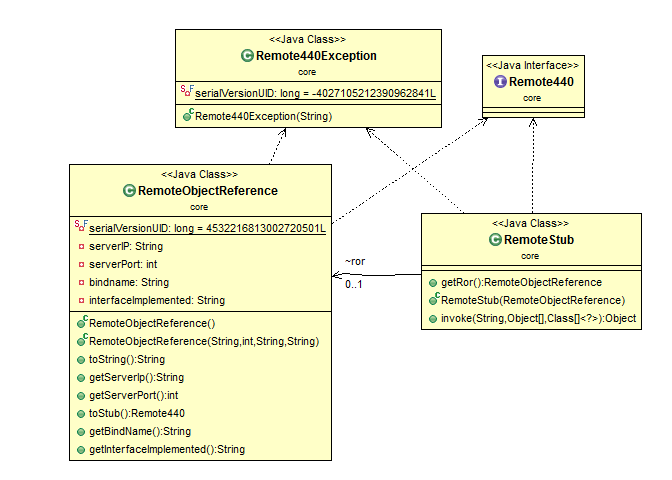 <<Java Class>>
Remote440Exception
core
serialVersionUID: long = -4027105212390962841L
Remote440Exception(String)
<<Java Interface>>
Remote440
core
<<Java Class>>
RemoteObjectReference
core
serialVersionUID: long = 4532216813002720501L
serverIP: String
serverPort: int
bindname: String
interfaceImplemented: String
RemoteObjectReference()
RemoteObjectReference(String,int,String,String)
toString():String
getServerIp():String
getServerPort():int
toStub():Remote440
getBindName():String
getInterfaceImplemented():String
~ror
0..1
<<Java Class>>
RemoteStub
core
getRor():RemoteObjectReference
RemoteStub(RemoteObjectReference)
invoke(String,Object[],Class[]<?>):Object